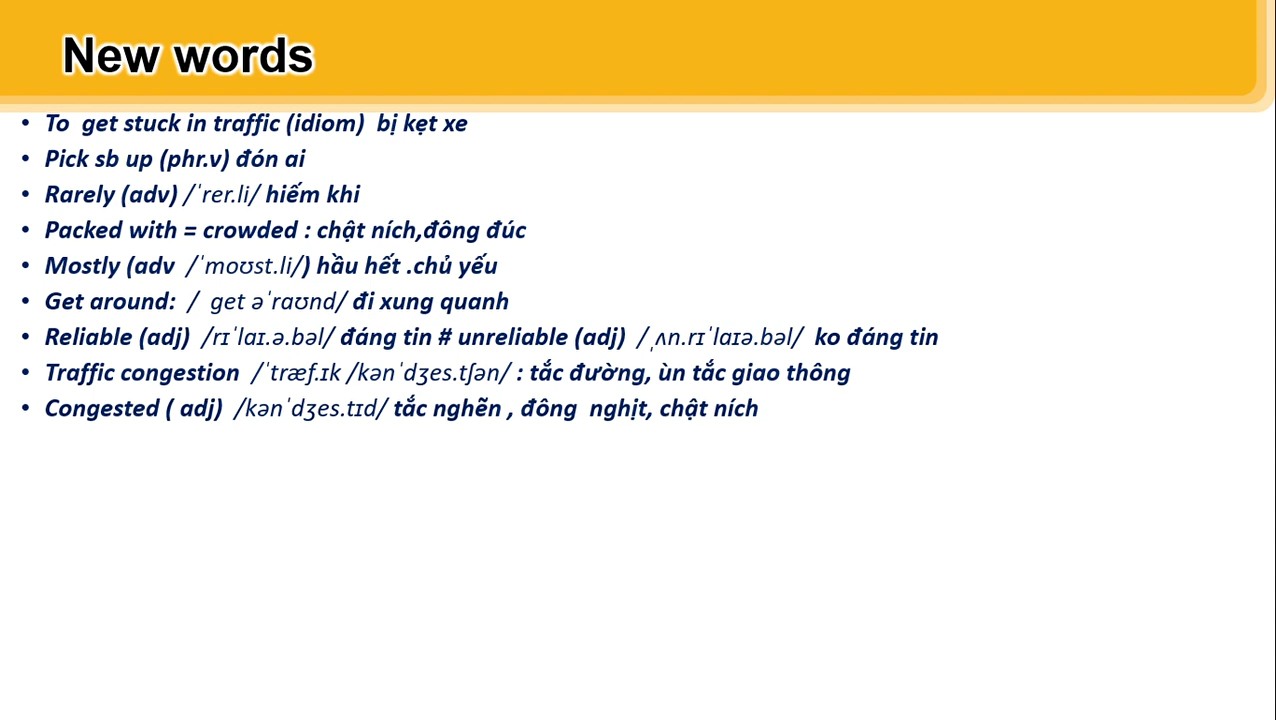 New words
• To get stuck in traffic (idiom) bị kẹt xe
• Pick sb up (phr.v) đón ai
• Rarely (adv) /ˈrer.li/ hiếm khi
• Packed with = crowded : chật ních,đông đúc
• Mostly (adv /ˈmoʊst.li/) hầu hết .chủ yếu
• Get around: / get əˈraʊnd/ đi xung quanh
• Reliable (adj) /rɪˈlaɪ.ə.bəl/ đáng tin # unreliable (adj) /ˌʌn.rɪˈlaɪə.bəl/ ko đáng tin
• Traffic congestion /ˈtræf.ɪk /kənˈdʒes.tʃən/ : tắc đường, ùn tắc giao thông
• Congested ( adj) /kənˈdʒes.tɪd/ tắc nghẽn , đông nghịt, chật ních